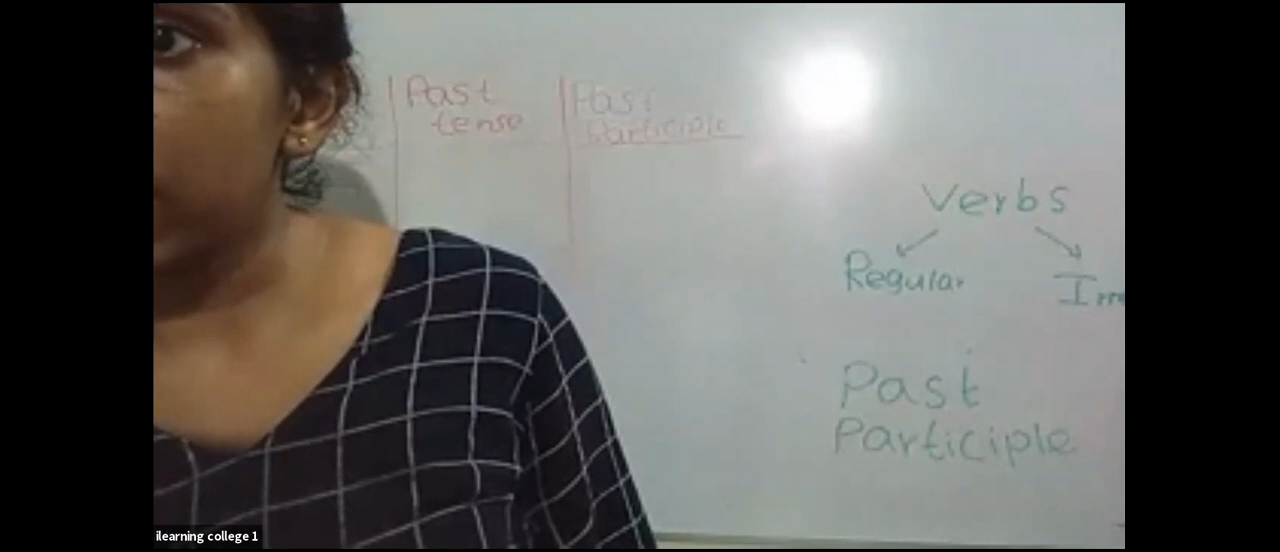 Past
tense
Past
Participle
Verbs
Regular
Past
Participle
ilearning college 1